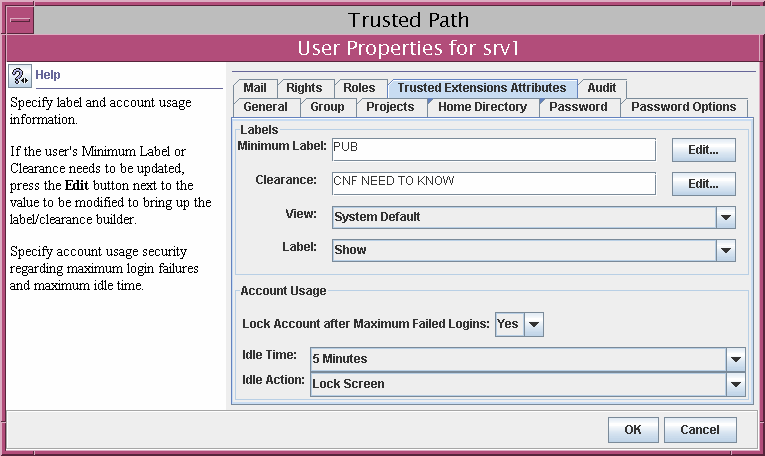 Trusted Path
User Properties for srv1
Help
Specify label and account usage
information.
If the user's Minimum Label or
Clearance needs to be updated,
press the Edit button next to the
value to be modified to bring up the
label/clearance builder.
Specify account usage security
regarding maximum login failures
and maximum idle time.
Mail Rights Roles Trusted Extensions Attributes Audit
General Group Projects Home Directory Password Password Options
Labels
Minimum Label: PUB Edit...
Clearance: CNF NEED TO KNOW Edit...
View: System Default
Label: Show
Account Usage
Lock Account after Maximum Failed Logins: Yes
Idle Time: 5 Minutes
Idle Action: Lock Screen
OK Cancel